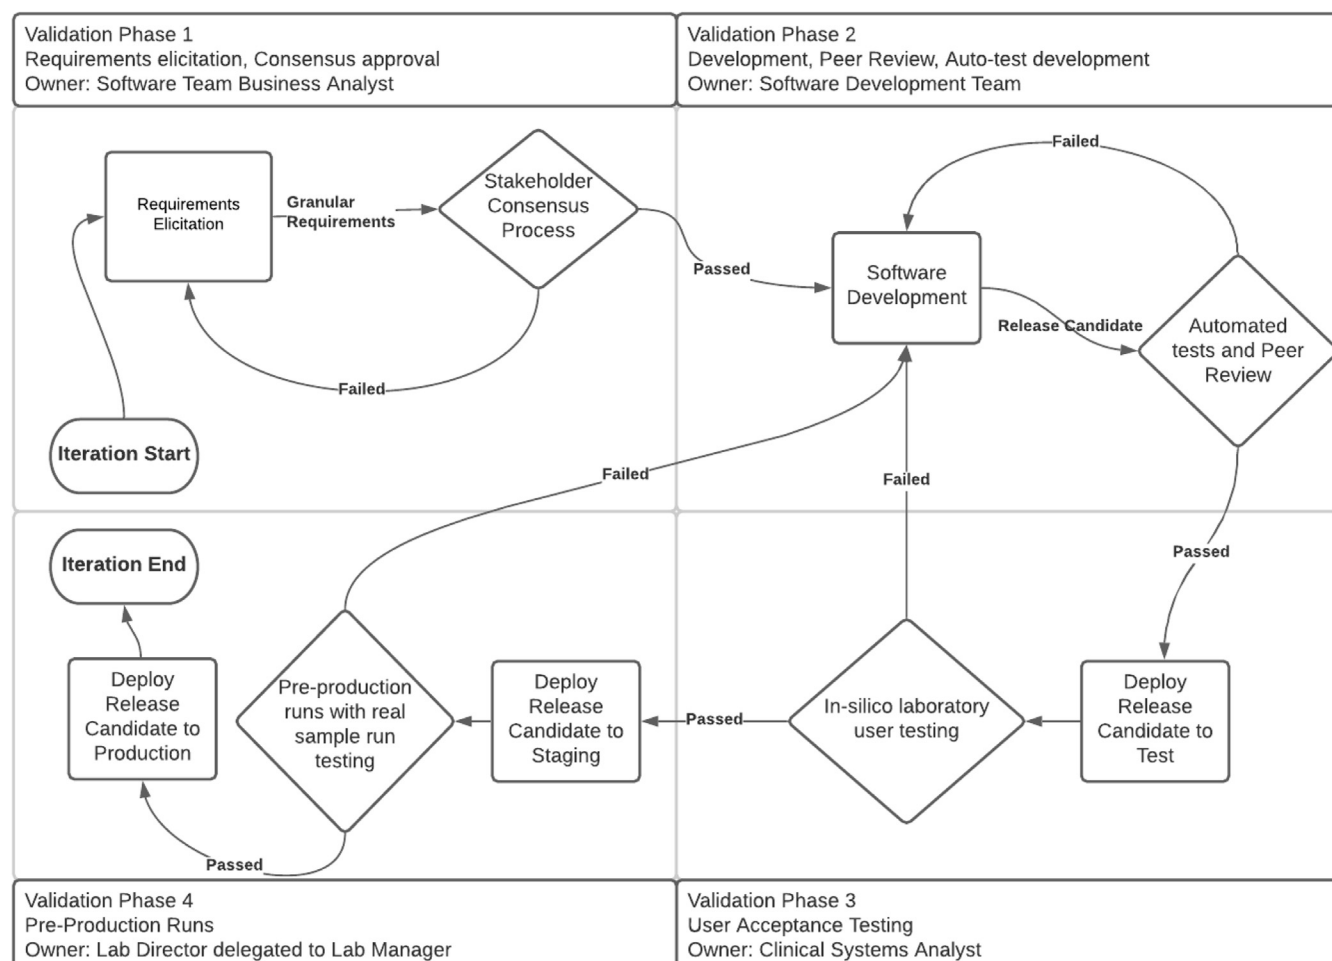 Validation Phase 1
Requirements elicitation, Consensus approval
Owner: Software Team Business Analyst
Validation Phase 2
Development, Peer Review, Auto-test development
Owner: Software Development Team
Requirements
Elicitation
Granular
Requirements
Stakeholder
Consensus
Process
Passed
Failed
Iteration Start
Failed
Software
Development
Release Candidate
Automated
tests and Peer
Review
Failed
Failed
Passed
Iteration End
Deploy
Release
Candidate to
Production
Pre-production
runs with real
sample run
testing
Deploy
Release
Candidate to
Staging
Passed
In-silico laboratory
user testing
Deploy
Release
Candidate to
Test
Passed
Validation Phase 4
Pre-Production Runs
Owner: Lab Director delegated to Lab Manager
Validation Phase 3
User Acceptance Testing
Owner: Clinical Systems Analyst